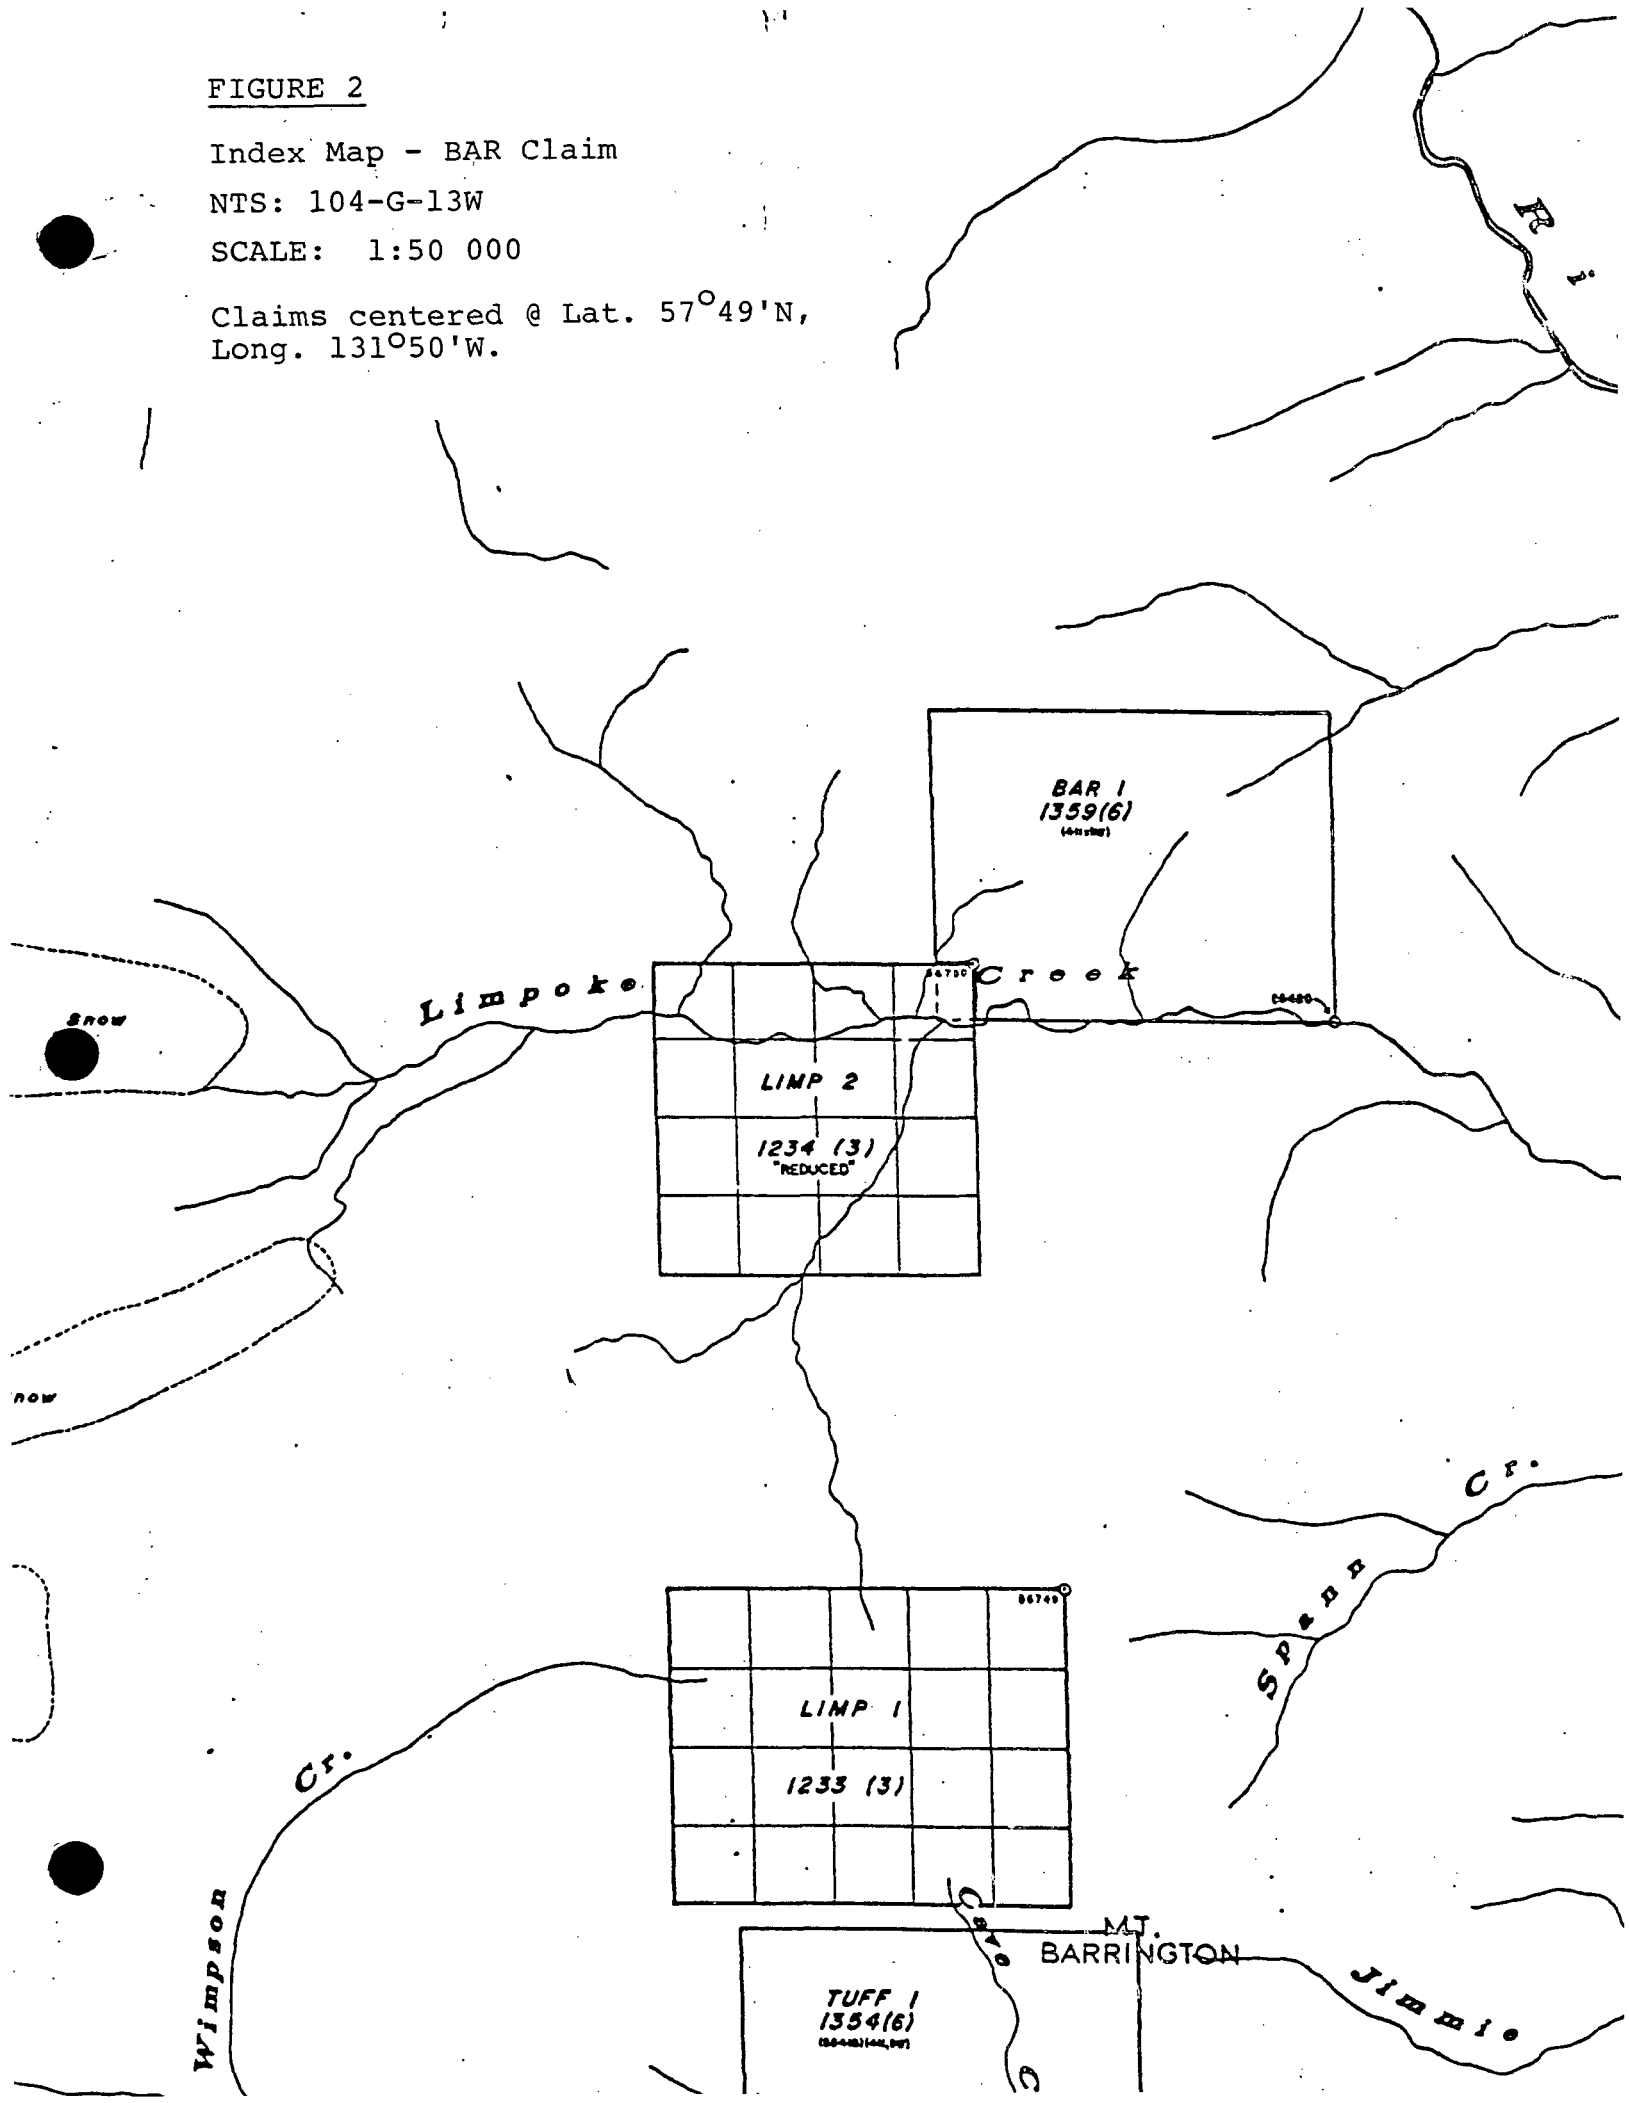 FIGURE 2
Index Map - BAR Claim
NTS: 104-G-13W
SCALE: 1:50 000
Claims centered @ Lat. 57°49'N,
Long. 131°50'W.
R i
BAR 1
1359(6)
Limpoke Creek
Snow
LIMP 2
1234 (3)
"REDUCED"
now
Spann Cr.
86749
LIMP 1
1233 (3)
Wimpson Cr.
Cave C
MT.
BARRINGTON
TUFF 1
1354(6)
Jimmie